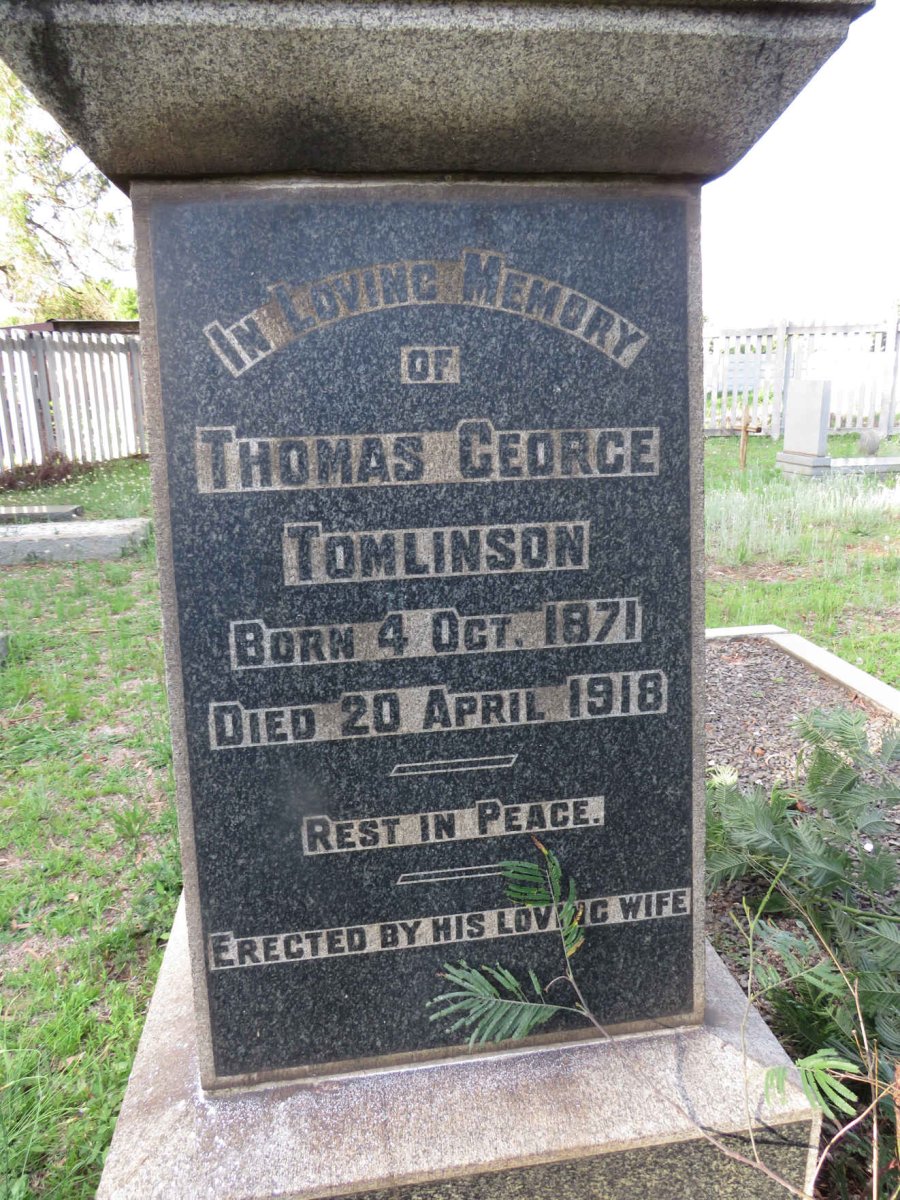 In Loving Memory
OF
Thomas George
Tomlinson
Born 4 Oct. 1871
Died 20 April 1918
Rest in Peace.
Erected by his loving wife